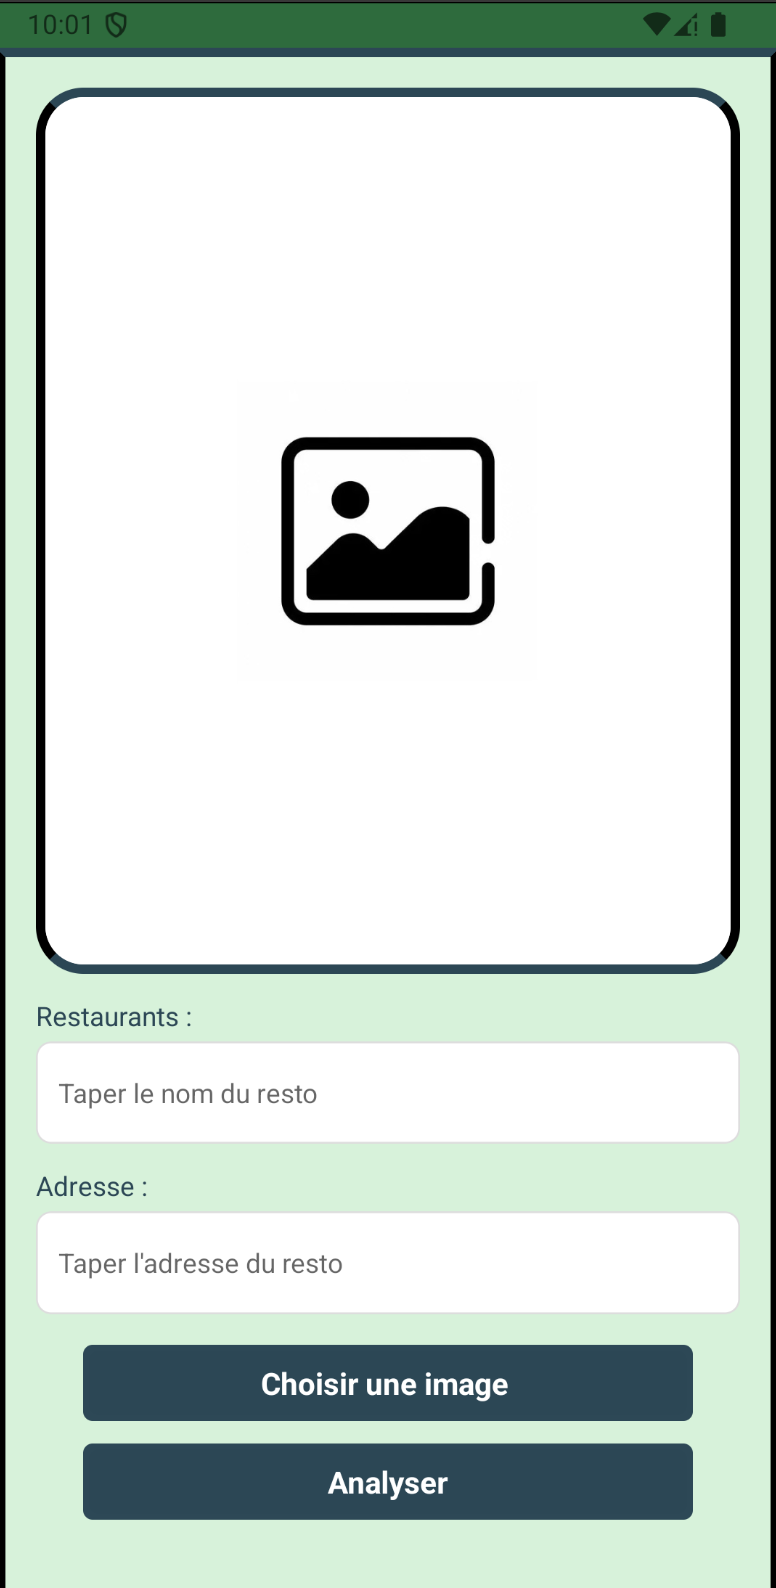 10:01
Restaurants :
Taper le nom du resto
Adresse :
Taper l'adresse du resto
Choisir une image
Analyser